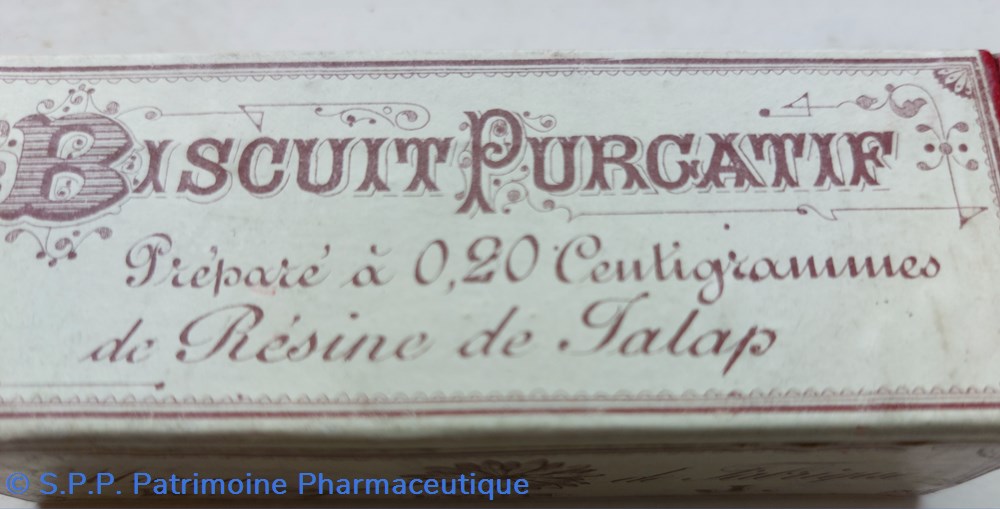 BISCUIT PURGATIF
Préparé à 0,20 Centigrammes
de Résine de Jalap
© S.P.P. Patrimoine Pharmaceutique